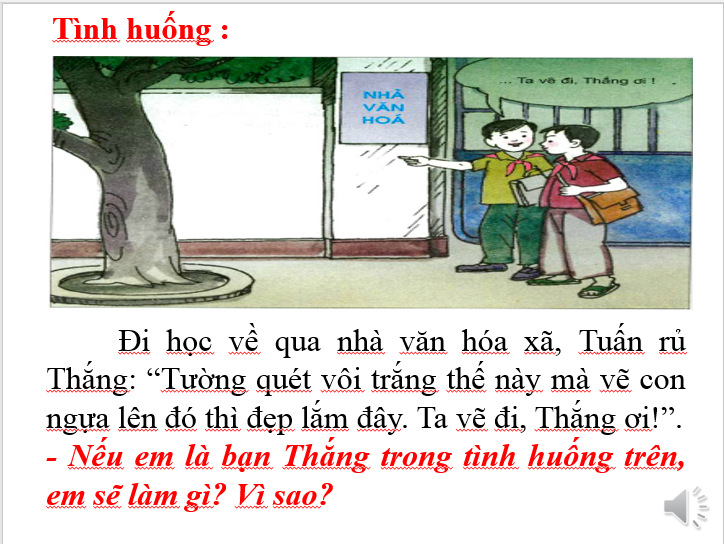 Tình huống :
... Ta vẽ đi, Thắng ơi !
NHÀ
VĂN
HOÁ
Đi học về qua nhà văn hóa xã, Tuấn rủ
Thắng: “Tường quét vôi trắng thế này mà vẽ con
ngựa lên đó thì đẹp lắm đây. Ta vẽ đi, Thắng ơi!”.
- Nếu em là bạn Thắng trong tình huống trên,
em sẽ làm gì? Vì sao?